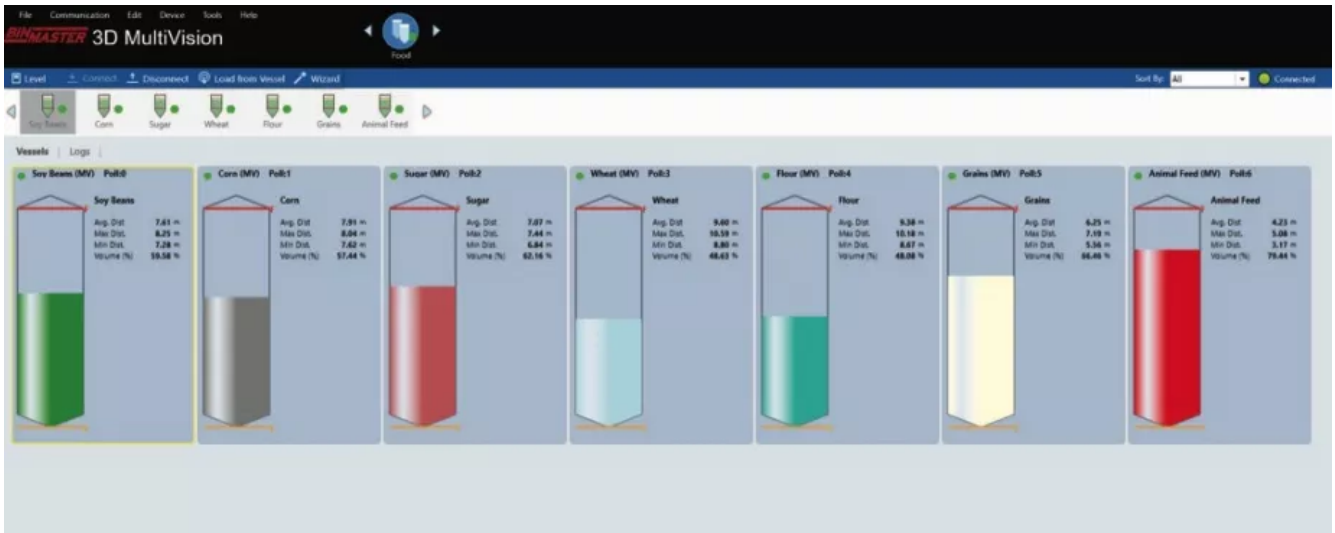 File Communication Edit Device Tools Help
BINMASTER 3D MultiVision
Food
Level Connect Disconnect Load from Vessel Wizard Sort By: All Connected
Soy Beans Corn Sugar Wheat Flour Grains Animal Feed
Vessels | Logs |
Soy Beans (MV) Poll:0
Soy Beans
Avg. Dist 7.61 m
Max Dist. 8.25 m
Min Dist. 7.28 m
Volume (%) 59.58 %
Corn (MV) Poll:1
Corn
Avg. Dist 7.91 m
Max Dist. 8.04 m
Min Dist. 7.62 m
Volume (%) 57.44 %
Sugar (MV) Poll:2
Sugar
Avg. Dist 7.07 m
Max Dist. 7.44 m
Min Dist. 6.84 m
Volume (%) 62.16 %
Wheat (MV) Poll:3
Wheat
Avg. Dist 9.60 m
Max Dist. 10.59 m
Min Dist. 8.80 m
Volume (%) 48.63 %
Flour (MV) Poll:4
Flour
Avg. Dist 9.38 m
Max Dist. 10.18 m
Min Dist. 8.67 m
Volume (%) 48.08 %
Grains (MV) Poll:5
Grains
Avg. Dist 6.25 m
Max Dist. 7.19 m
Min Dist. 5.56 m
Volume (%) 66.46 %
Animal Feed (MV) Poll:6
Animal Feed
Avg. Dist 4.23 m
Max Dist. 5.08 m
Min Dist. 3.17 m
Volume (%) 79.44 %